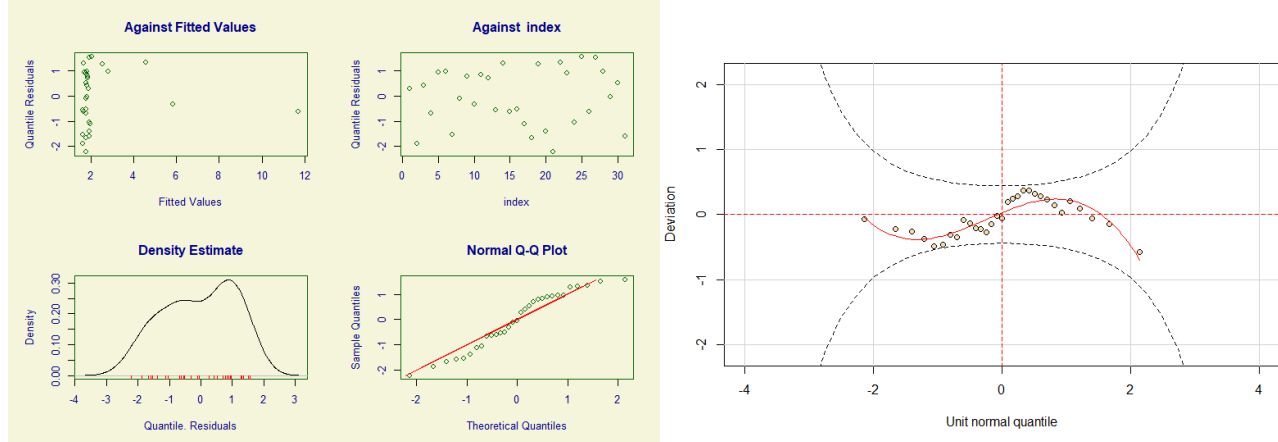 Against Fitted Values
Quantile Residuals
1
0
-1
-2
2 4 6 8 10 12
Fitted Values
Against index
Quantile Residuals
1
0
-1
-2
0 5 10 15 20 25 30
index
Density Estimate
Density
0.30
0.20
0.10
0.00
-4 -3 -2 -1 0 1 2 3
Quantile. Residuals
Normal Q-Q Plot
Sample Quantiles
1
0
-1
-2
-2 -1 0 1 2
Theoretical Quantiles
Deviation
2
1
0
-1
-2
-4 -2 0 2 4
Unit normal quantile